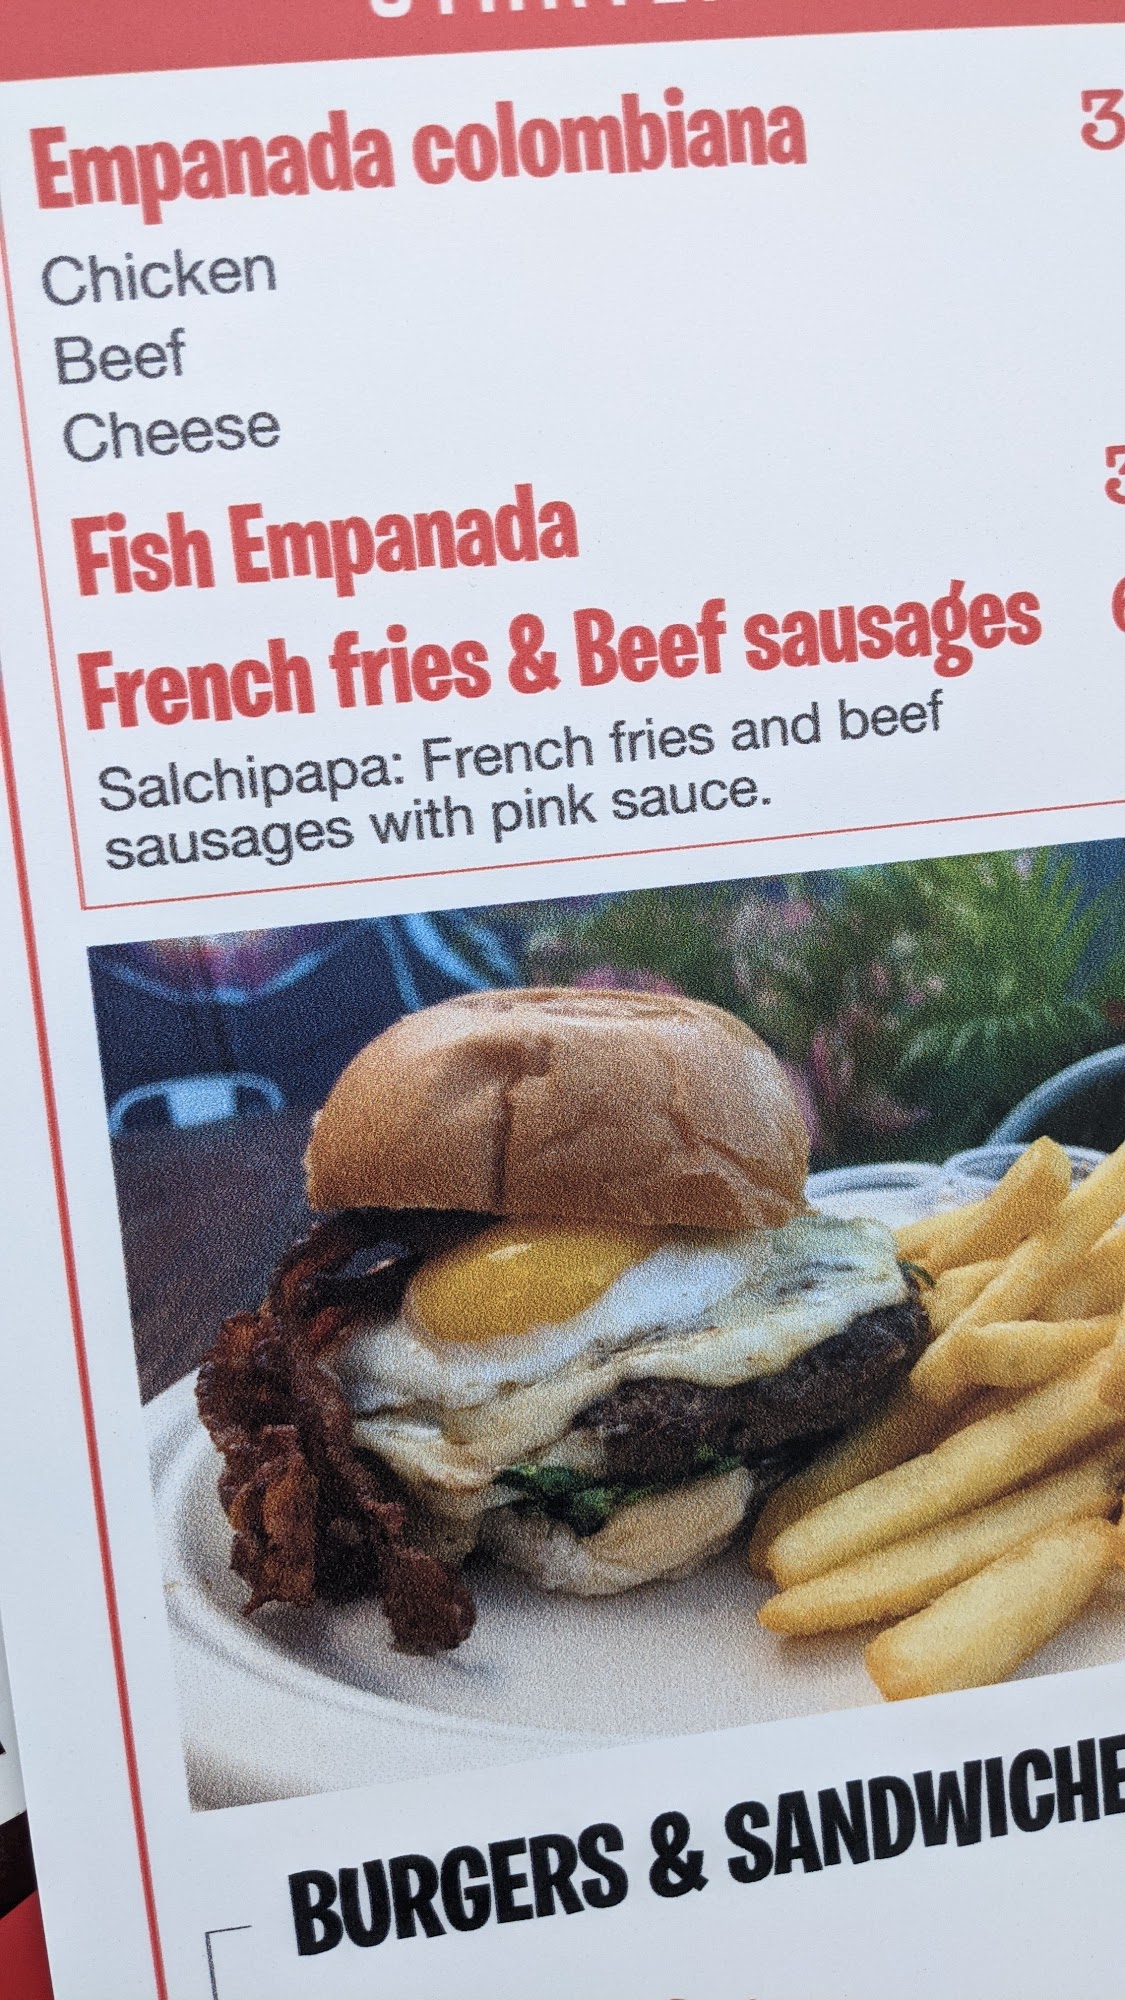 Empanada colombiana 3
Chicken
Beef
Cheese
Fish Empanada
French fries & Beef sausages
Salchipapa: French fries and beef
sausages with pink sauce.
BURGERS & SANDWICHE